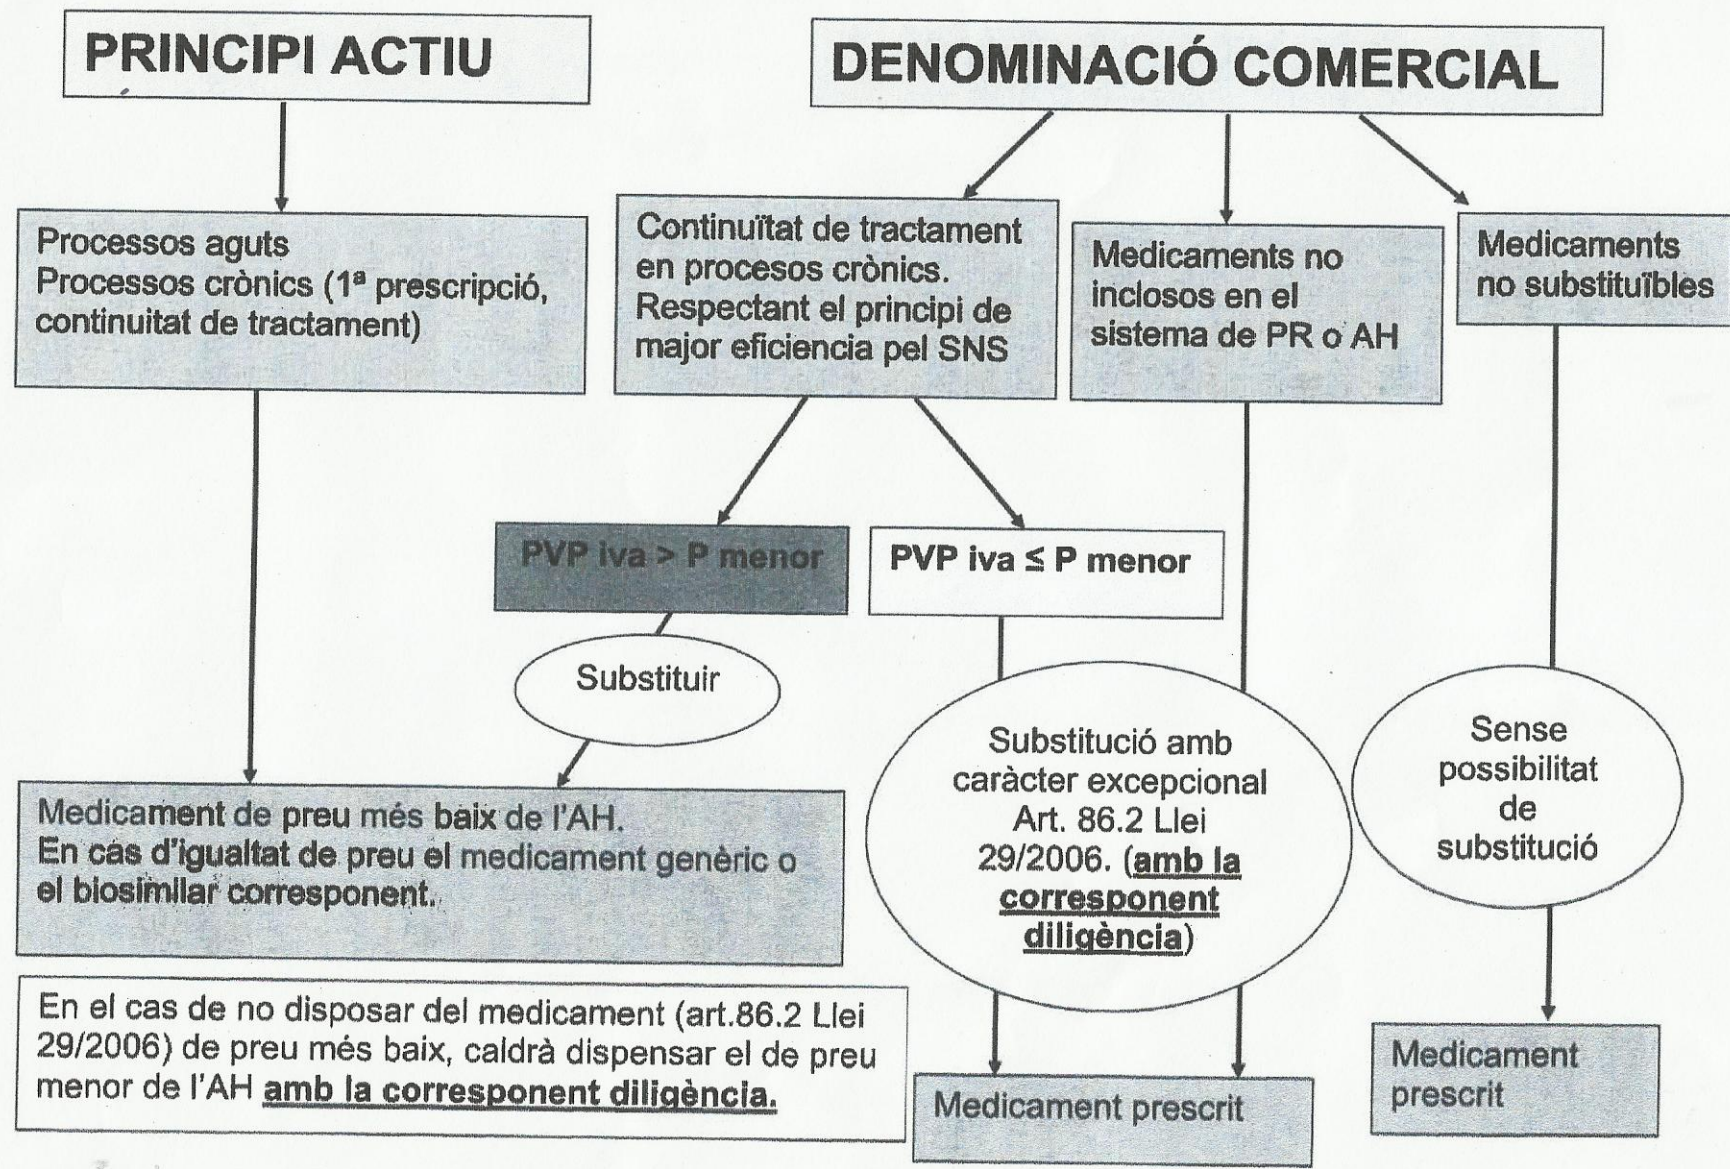 PRINCIPI ACTIU
DENOMINACIÓ COMERCIAL
Processos aguts
Processos crònics (1ª prescripció,
continuitat de tractament)
Continuïtat de tractament
en procesos crònics.
Respectant el principi de
major eficiencia pel SNS
Medicaments no
inclosos en el
sistema de PR o AH
Medicaments
no substituïbles
PVP iva > P menor
PVP iva ≤ P menor
Substituir
Substitució amb
caràcter excepcional
Art. 86.2 Llei
29/2006. (amb la
corresponent
diligència)
Sense
possibilitat
de
substitució
Medicament de preu més baix de l'AH.
En cas d'igualtat de preu el medicament genèric o
el biosimilar corresponent.
En el cas de no disposar del medicament (art.86.2 Llei
29/2006) de preu més baix, caldrà dispensar el de preu
menor de l'AH amb la corresponent diligència.
Medicament prescrit
Medicament
prescrit